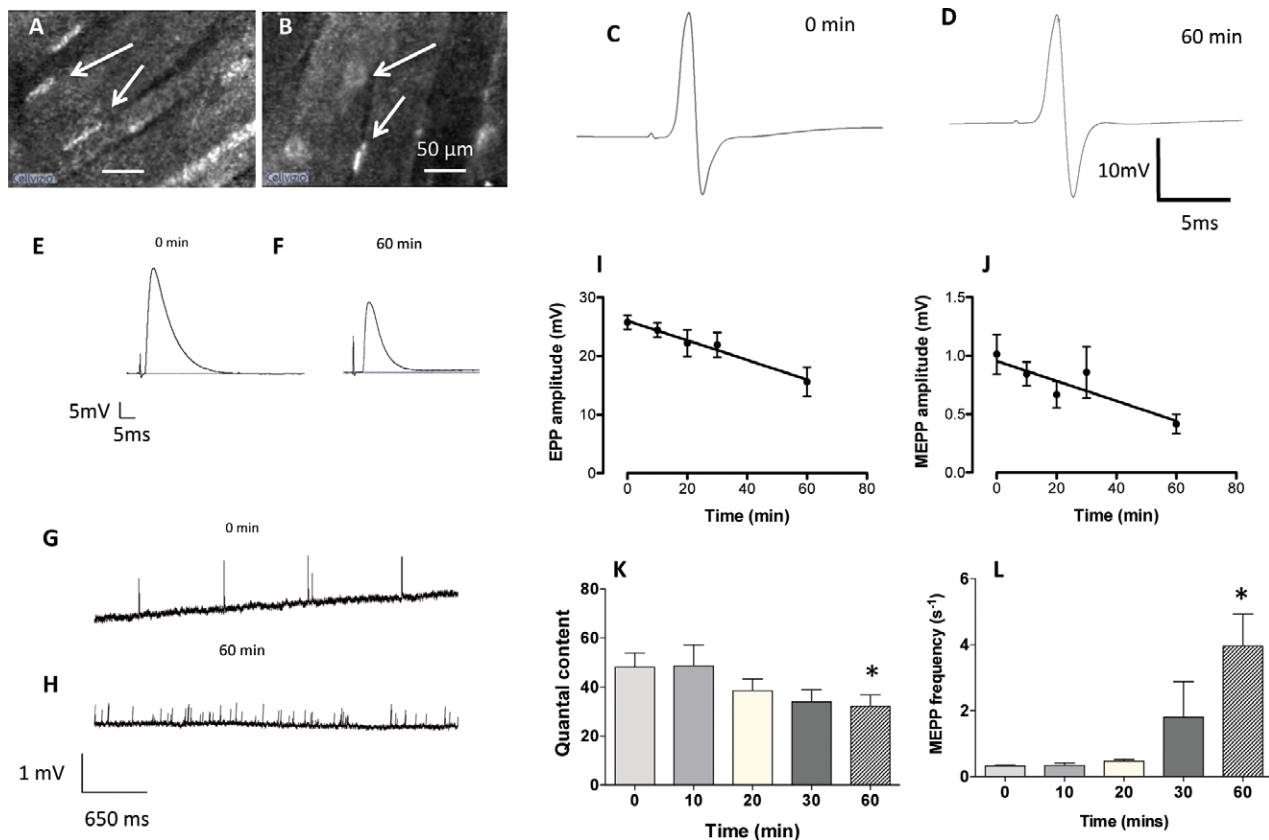 A
B
50 µm
Cellvizio
Cellvizio
C
0 min
D
60 min
10mV
5ms
E
0 min
F
60 min
5mV
5ms
G
0 min
60 min
H
1 mV
650 ms
I
EPP amplitude (mV)
30
20
10
0
0 20 40 60 80
Time (min)
J
MEPP amplitude (mV)
1.5
1.0
0.5
0.0
0 20 40 60 80
Time (min)
K
Quantal content
80
60
40
20
0
*
0 10 20 30 60
Time (min)
L
MEPP frequency (s-1)
6
4
2
0
*
0 10 20 30 60
Time (mins)